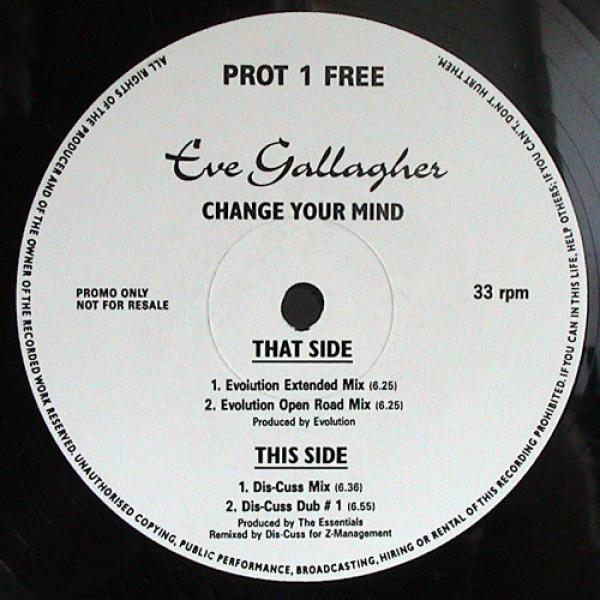 PROT 1 FREE
Eve Gallagher
CHANGE YOUR MIND
PROMO ONLY
NOT FOR RESALE
33 rpm
THAT SIDE
1. Evolution Extended Mix (6.25)
2. Evolution Open Road Mix (6.25)
Produced by Evolution
THIS SIDE
1. Dis-Cuss Mix (6.36)
2. Dis-Cuss Dub # 1 (6.55)
Produced by The Essentials
Remixed by Dis-Cuss for Z-Management
ALL RIGHTS OF THE PRODUCER AND OF THE OWNER OF THE RECORDED WORK RESERVED. UNAUTHORISED COPYING, PUBLIC PERFORMANCE, BROADCASTING, HIRING OR RENTAL OF THIS RECORDING PROHIBITED. IF YOU CAN IN THIS LIFE, HELP OTHERS; IF YOU CAN'T, DON'T HURT THEM.